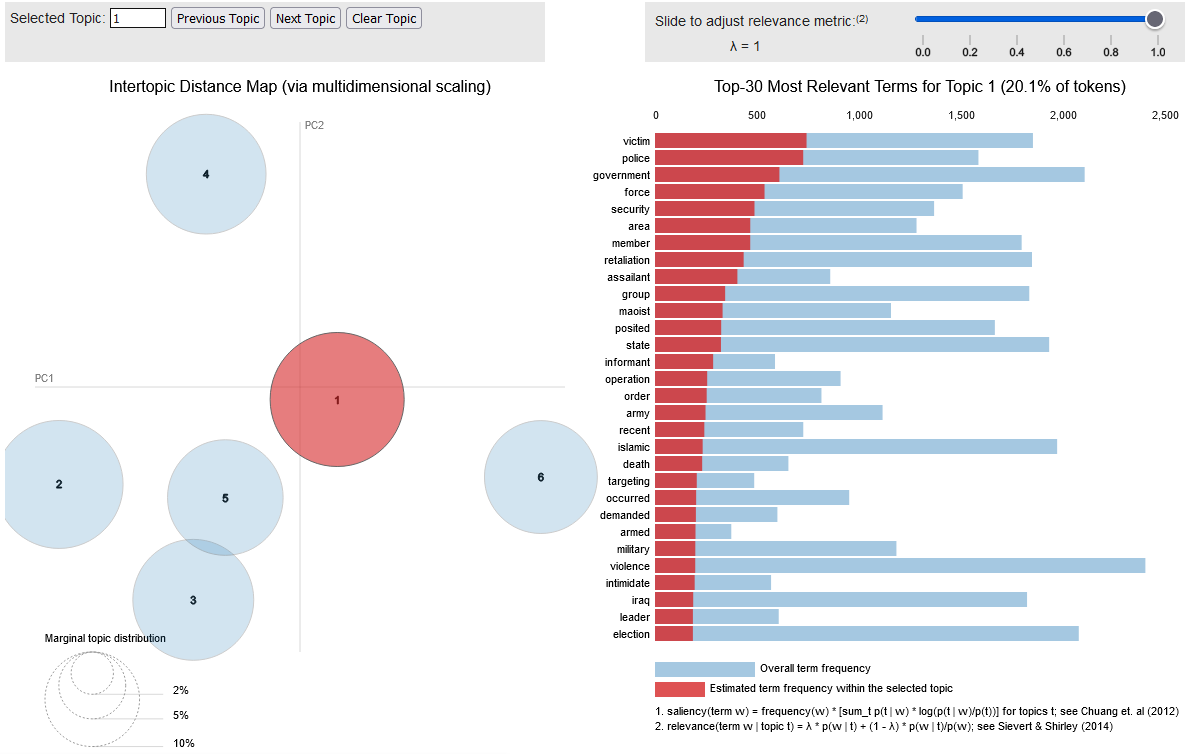 Selected Topic: 1 Previous Topic Next Topic Clear Topic
Slide to adjust relevance metric:(2)
λ = 1
0.0 0.2 0.4 0.6 0.8 1.0
Intertopic Distance Map (via multidimensional scaling)
PC2
PC1
4
1
2
5
6
3
Marginal topic distribution
2%
5%
10%
Top-30 Most Relevant Terms for Topic 1 (20.1% of tokens)
0 500 1,000 1,500 2,000 2,500
victim
police
government
force
security
area
member
retaliation
assailant
group
maoist
posited
state
informant
operation
order
army
recent
islamic
death
targeting
occurred
demanded
armed
military
violence
intimidate
iraq
leader
election
Overall term frequency
Estimated term frequency within the selected topic
1. saliency(term w) = frequency(w) * [sum_t p(t | w) * log(p(t | w)/p(t))] for topics t; see Chuang et. al (2012)
2. relevance(term w | topic t) = λ * p(w | t) + (1 - λ) * p(w | t)/p(w); see Sievert & Shirley (2014)